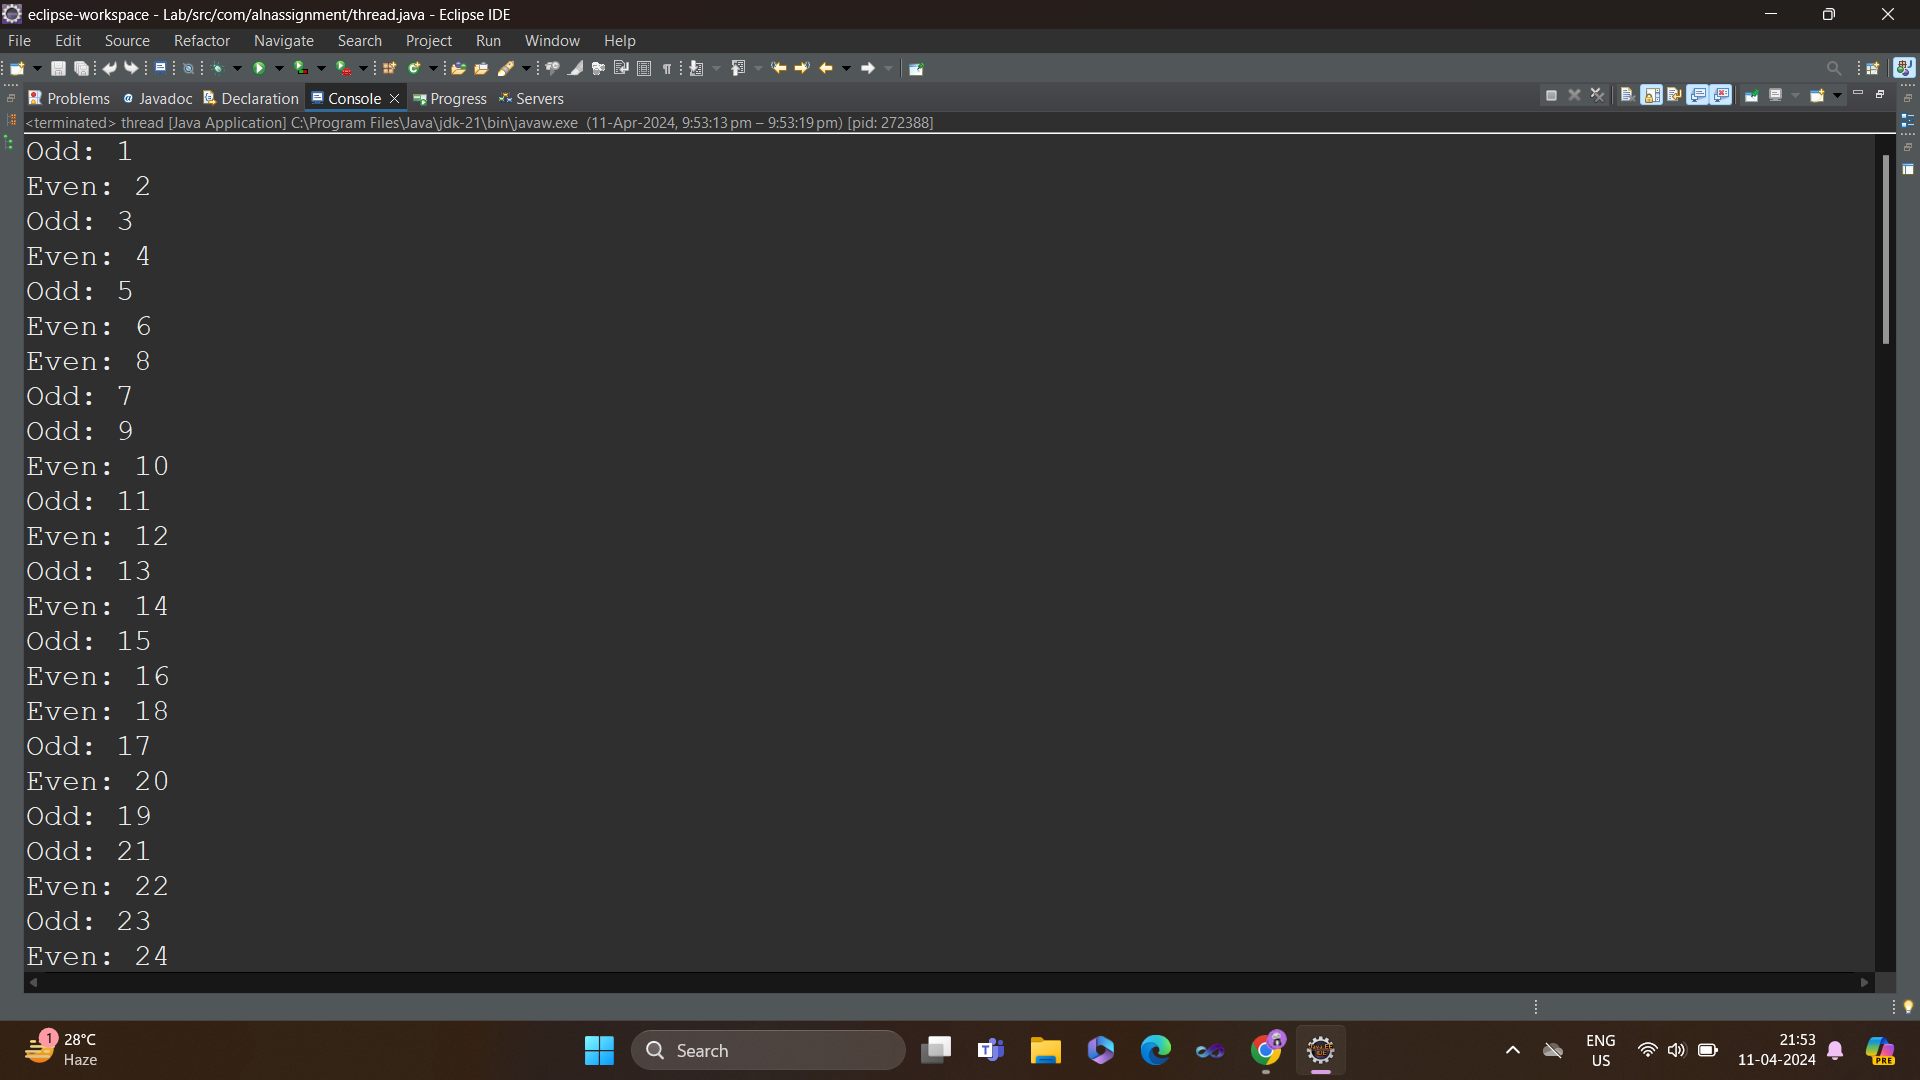 eclipse-workspace - Lab/src/com/alnassignment/thread.java - Eclipse IDE
File Edit Source Refactor Navigate Search Project Run Window Help
Problems Javadoc Declaration Console Progress Servers
<terminated> thread [Java Application] C:\Program Files\Java\jdk-21\bin\javaw.exe (11-Apr-2024, 9:53:13 pm – 9:53:19 pm) [pid: 272388]
Odd: 1
Even: 2
Odd: 3
Even: 4
Odd: 5
Even: 6
Even: 8
Odd: 7
Odd: 9
Even: 10
Odd: 11
Even: 12
Odd: 13
Even: 14
Odd: 15
Even: 16
Even: 18
Odd: 17
Even: 20
Odd: 19
Odd: 21
Even: 22
Odd: 23
Even: 24
1
28°C
Haze
Search
ENG
US
21:53
11-04-2024
PRE